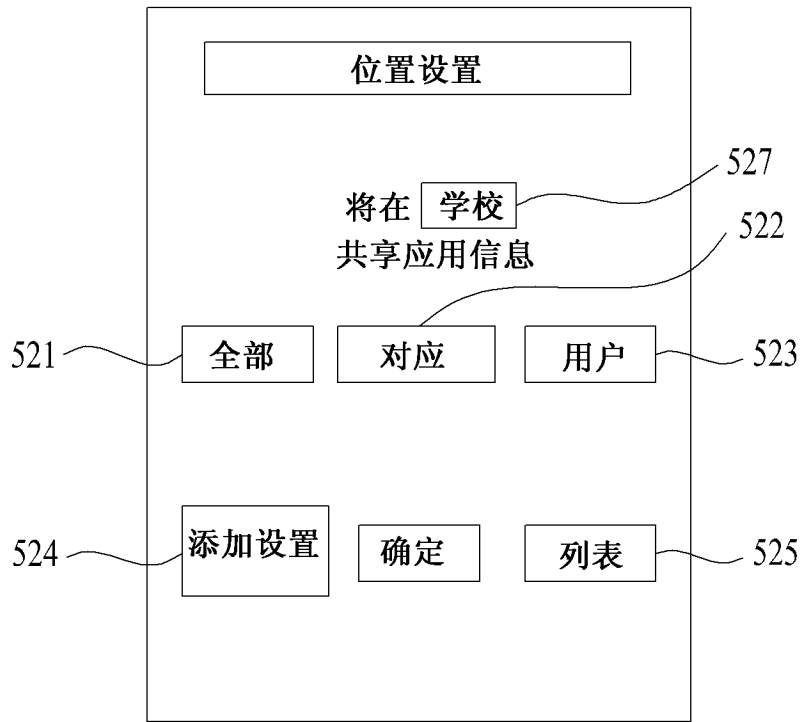 位置设置
527
将在 学校
522
共享应用信息
521 全部 对应 用户 523
524 添加设置 确定 列表 525